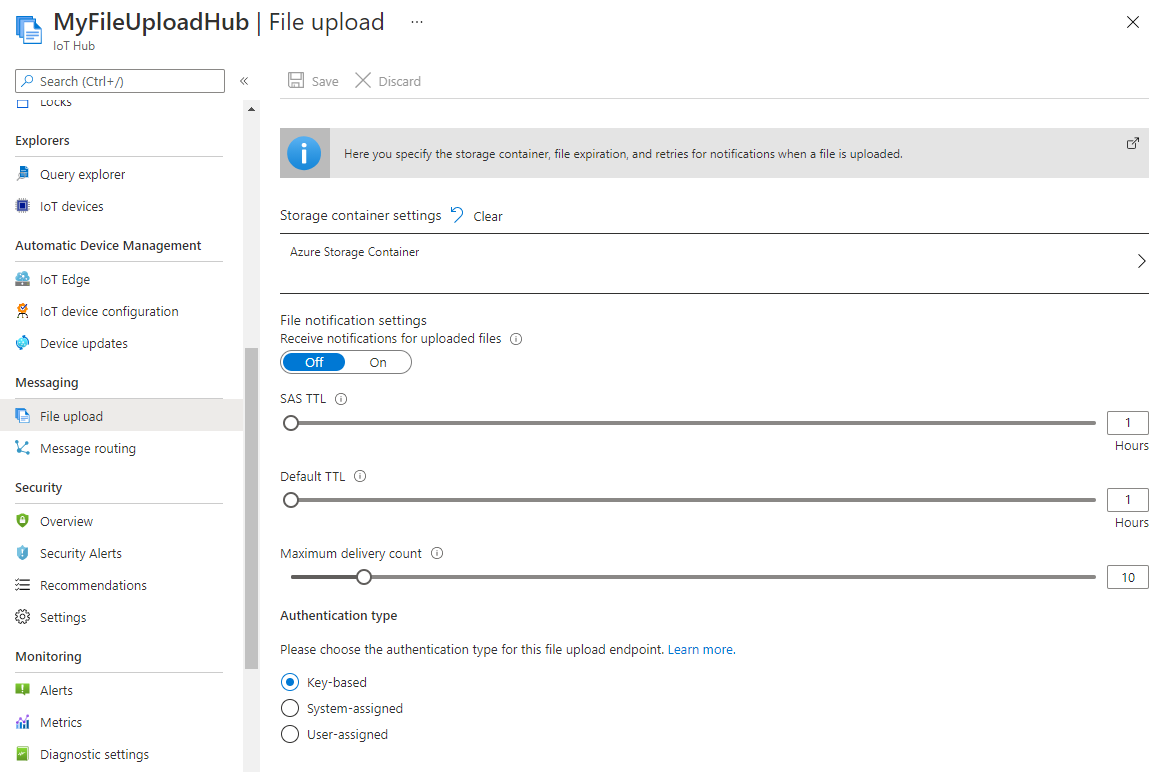 MyFileUploadHub | File upload ...
IoT Hub
Search (Ctrl+/)
«
Locks
Explorers
Query explorer
IoT devices
Automatic Device Management
IoT Edge
IoT device configuration
Device updates
Messaging
File upload
Message routing
Security
Overview
Security Alerts
Recommendations
Settings
Monitoring
Alerts
Metrics
Diagnostic settings
Save Discard
Here you specify the storage container, file expiration, and retries for notifications when a file is uploaded.
Storage container settings Clear
Azure Storage Container
File notification settings
Receive notifications for uploaded files
Off On
SAS TTL
1
Hours
Default TTL
1
Hours
Maximum delivery count
10
Authentication type
Please choose the authentication type for this file upload endpoint. Learn more.
Key-based
System-assigned
User-assigned